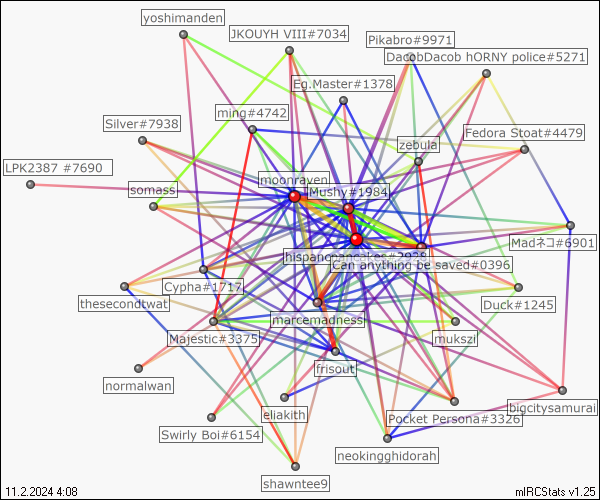 yoshimanden
JKOUYH VIII#7034
Pikabro#9971
DacobDacob hORNY police#5271
Eg.Master#1378
ming#4742
Silver#7938
Fedora Stoat#4479
zebula
LPK2387 #7690
moonraven
somass
Mushy#1984
Madネコ#6901
Can anything be saved#0396
Cypha#1717
thesecondtwat
Duck#1245
marcemadness
Majestic#3375
mukszi
frisout
normalwan
eliakith
bigcitysamurai
Pocket Persona#3326
Swirly Boi#6154
neokingghidorah
shawntee9
11.2.2024 4:08
mIRCStats v1.25